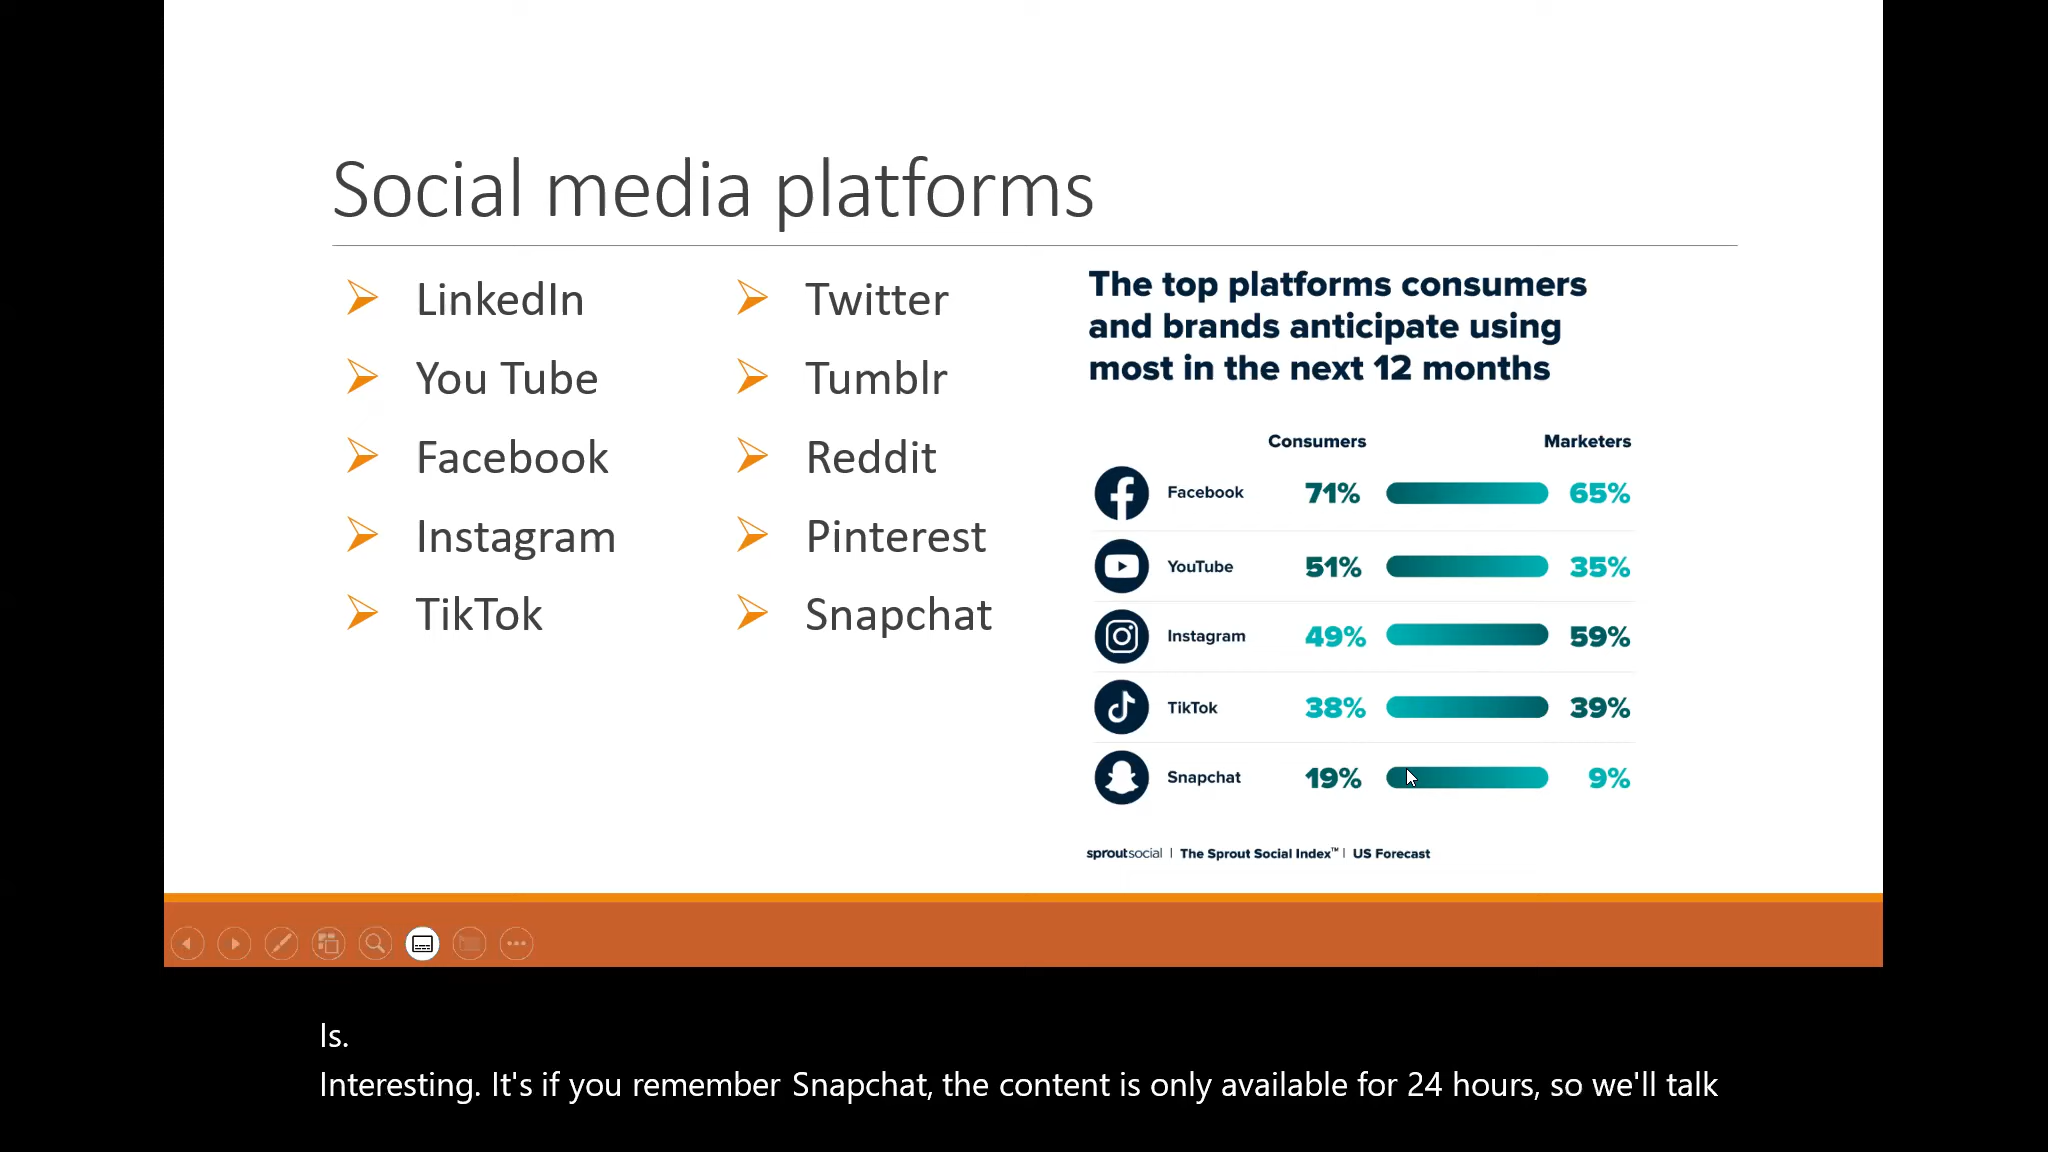 Social media platforms
LinkedIn
You Tube
Facebook
Instagram
TikTok
Twitter
Tumblr
Reddit
Pinterest
Snapchat
The top platforms consumers
and brands anticipate using
most in the next 12 months
Consumers Marketers
Facebook 71% 65%
YouTube 51% 35%
Instagram 49% 59%
TikTok 38% 39%
Snapchat 19% 9%
sproutsocial | The Sprout Social Index™ | US Forecast
Is.
Interesting. It's if you remember Snapchat, the content is only available for 24 hours, so we'll talk